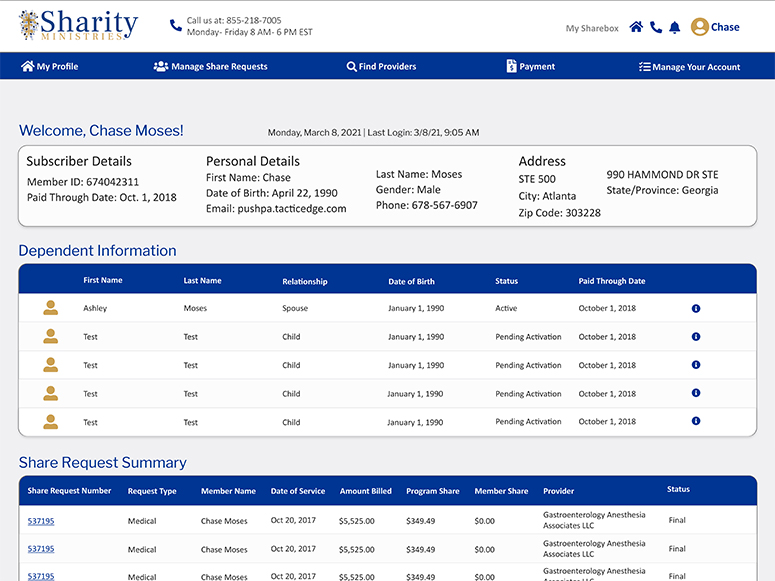 Sharity
MINISTRIES
Call us at: 855-218-7005
Monday- Friday 8 AM- 6 PM EST
My Sharebox
Chase
My Profile
Manage Share Requests
Find Providers
Payment
Manage Your Account
Welcome, Chase Moses!
Monday, March 8, 2021 | Last Login: 3/8/21, 9:05 AM
Subscriber Details
Member ID: 674042311
Paid Through Date: Oct. 1, 2018
Personal Details
First Name: Chase
Date of Birth: April 22, 1990
Email: pushpa.tacticedge.com
Last Name: Moses
Gender: Male
Phone: 678-567-6907
Address
STE 500
City: Atlanta
Zip Code: 303228
990 HAMMOND DR STE
State/Province: Georgia
Dependent Information
First Name Last Name Relationship Date of Birth Status Paid Through Date
Ashley Moses Spouse January 1, 1990 Active October 1, 2018
Test Test Child January 1, 1990 Pending Activation October 1, 2018
Test Test Child January 1, 1990 Pending Activation October 1, 2018
Test Test Child January 1, 1990 Pending Activation October 1, 2018
Test Test Child January 1, 1990 Pending Activation October 1, 2018
Share Request Summary
Share Request Number Request Type Member Name Date of Service Amount Billed Program Share Member Share Provider Status
537195 Medical Chase Moses Oct 20, 2017 $5,525.00 $349.49 $0.00 Gastroenterology Anesthesia Associates LLC Final
537195 Medical Chase Moses Oct 20, 2017 $5,525.00 $349.49 $0.00 Gastroenterology Anesthesia Associates LLC Final
537195 Medical Chase Moses Oct 20, 2017 $5,525.00 $349.49 $0.00 Gastroenterology Anesthesia Final